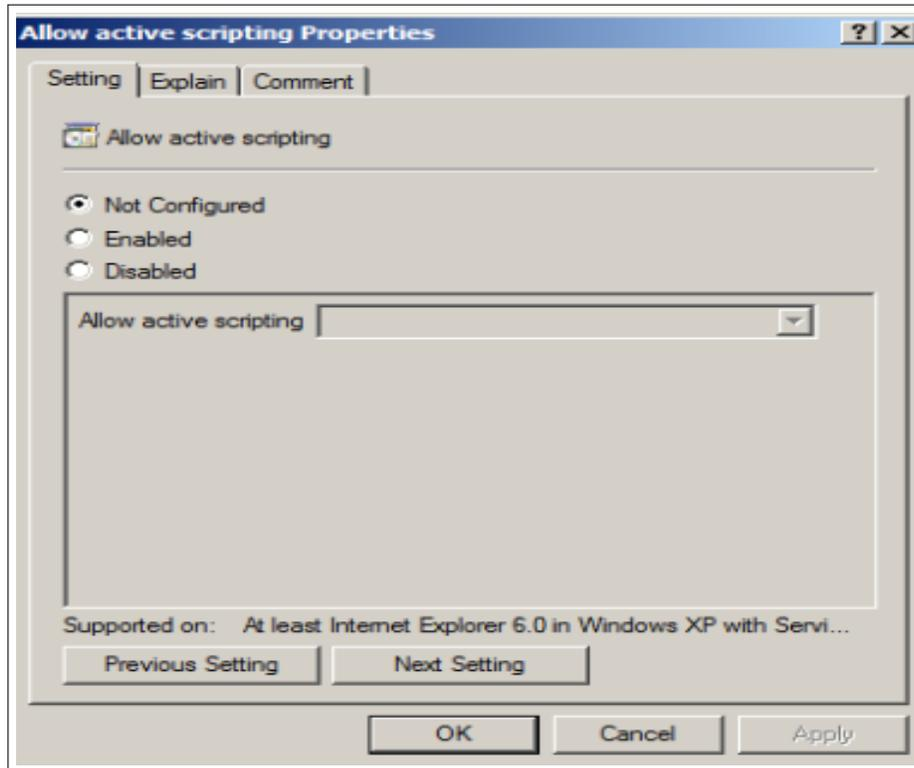 Allow active scripting Properties
Setting Explain Comment
Allow active scripting
Not Configured
Enabled
Disabled
Allow active scripting
Supported on: At least Internet Explorer 6.0 in Windows XP with Servi...
Previous Setting Next Setting
OK Cancel Apply